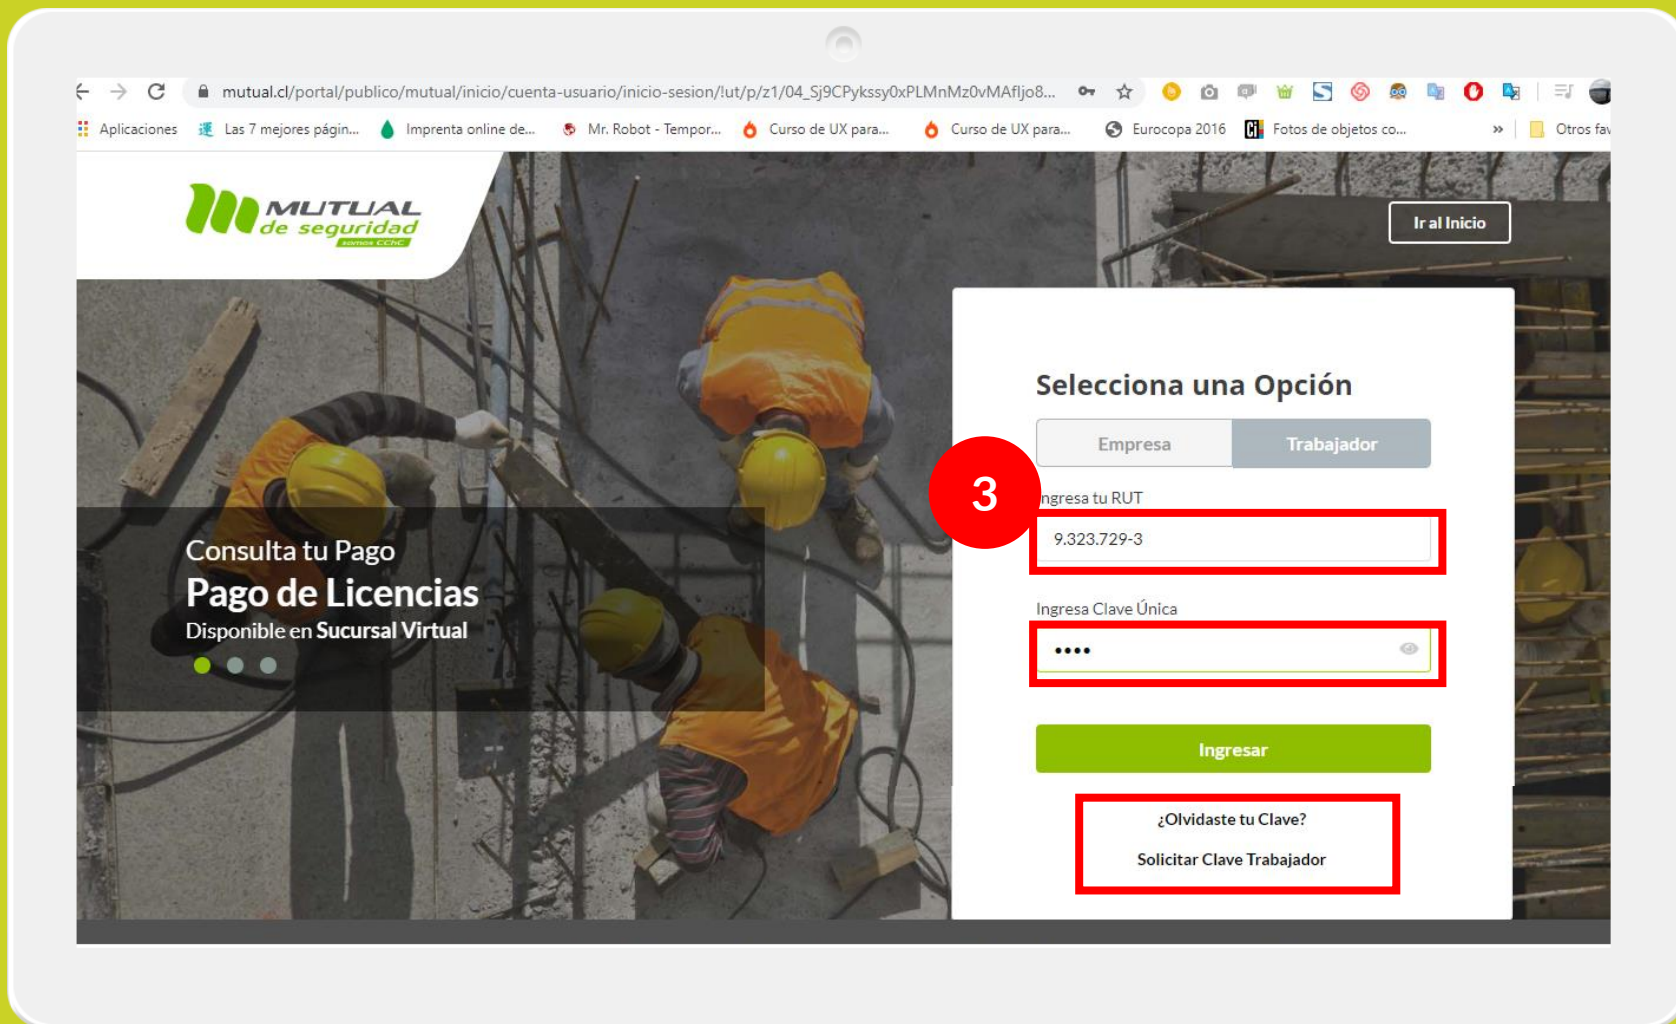 mutual.cl/portal/publico/mutual/inicio/cuenta-usuario/inicio-sesion/!ut/p/z1/04_Sj9CPykssy0xPLMnMz0vMAfIjo8...
Aplicaciones Las 7 mejores págin... Imprenta online de... Mr. Robot - Tempor... Curso de UX para... Curso de UX para... Eurocopa 2016 Fotos de objetos co... » Otros fav
MUTUAL
de seguridad
somos CChC
Ir al Inicio
Selecciona una Opción
Empresa Trabajador
3
ngresa tu RUT
9.323.729-3
Ingresa Clave Única
••••
Ingresar
¿Olvidaste tu Clave?
Solicitar Clave Trabajador
Consulta tu Pago
Pago de Licencias
Disponible en Sucursal Virtual